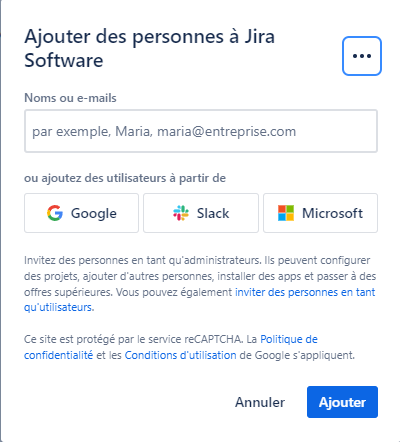 Ajouter des personnes à Jira
Software
Noms ou e-mails
par exemple, Maria, maria@entreprise.com
ou ajoutez des utilisateurs à partir de
Google
Slack
Microsoft
Invitez des personnes en tant qu'administrateurs. Ils peuvent configurer
des projets, ajouter d'autres personnes, installer des apps et passer à des
offres supérieures. Vous pouvez également inviter des personnes en tant
qu'utilisateurs.
Ce site est protégé par le service reCAPTCHA. La Politique de
confidentialité et les Conditions d'utilisation de Google s'appliquent.
Annuler
Ajouter